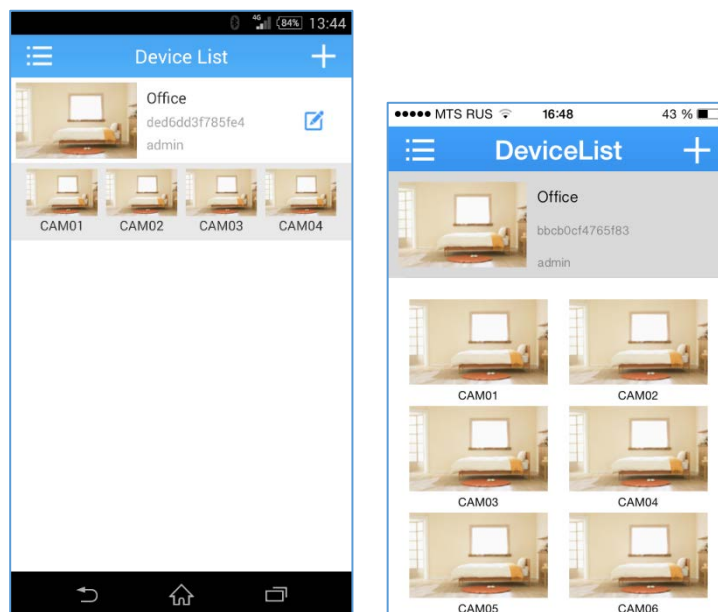 4G 84% 13:44
Device List
Office
ded6dd3f785fe4
admin
CAM01 CAM02 CAM03 CAM04
MTS RUS 16:48 43 %
DeviceList
Office
bbcb0cf4765f83
admin
CAM01 CAM02
CAM03 CAM04
CAM05 CAM06